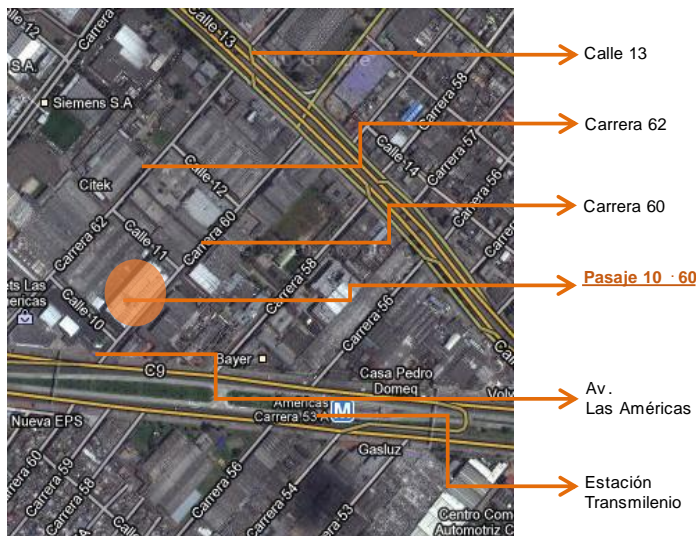 Calle 12
Calle 13
Carrera
S.A.
Siemens S.A
Carrera 58
Carrera 57
Calle 14
Carrera 56
Citek
Calle 12
Carrera 62
Carrera 60
Calle 11
Carrera 58
Calle 10
Carrera 56
C9
Bayer
Casa Pedro
Domeq
Americas
Carrera 53 A
M
Nueva EPS
Gasluz
Carrera 60
Carrera 59
Carrera 58
Carrera 56
Carrera 54
Centro Com
Automotriz C
Calle 13
Carrera 62
Carrera 60
Pasaje 10 · 60
Av.
Las Américas
Estación
Transmilenio